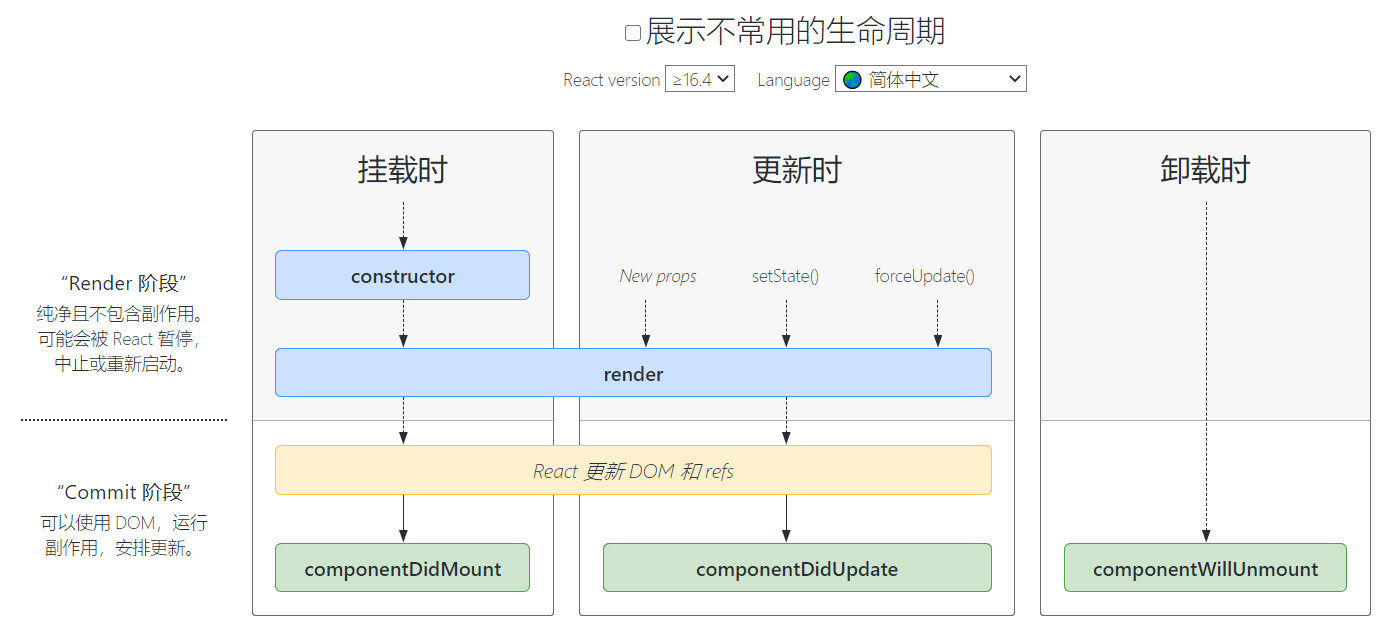 展示不常用的生命周期
React version ≥16.4 Language 简体中文
挂载时
更新时
卸载时
“Render 阶段”
纯净且不包含副作用。
可能会被 React 暂停，
中止或重新启动。
constructor
New props
setState()
forceUpdate()
render
“Commit 阶段”
可以使用 DOM，运行
副作用，安排更新。
React 更新 DOM 和 refs
componentDidMount
componentDidUpdate
componentWillUnmount